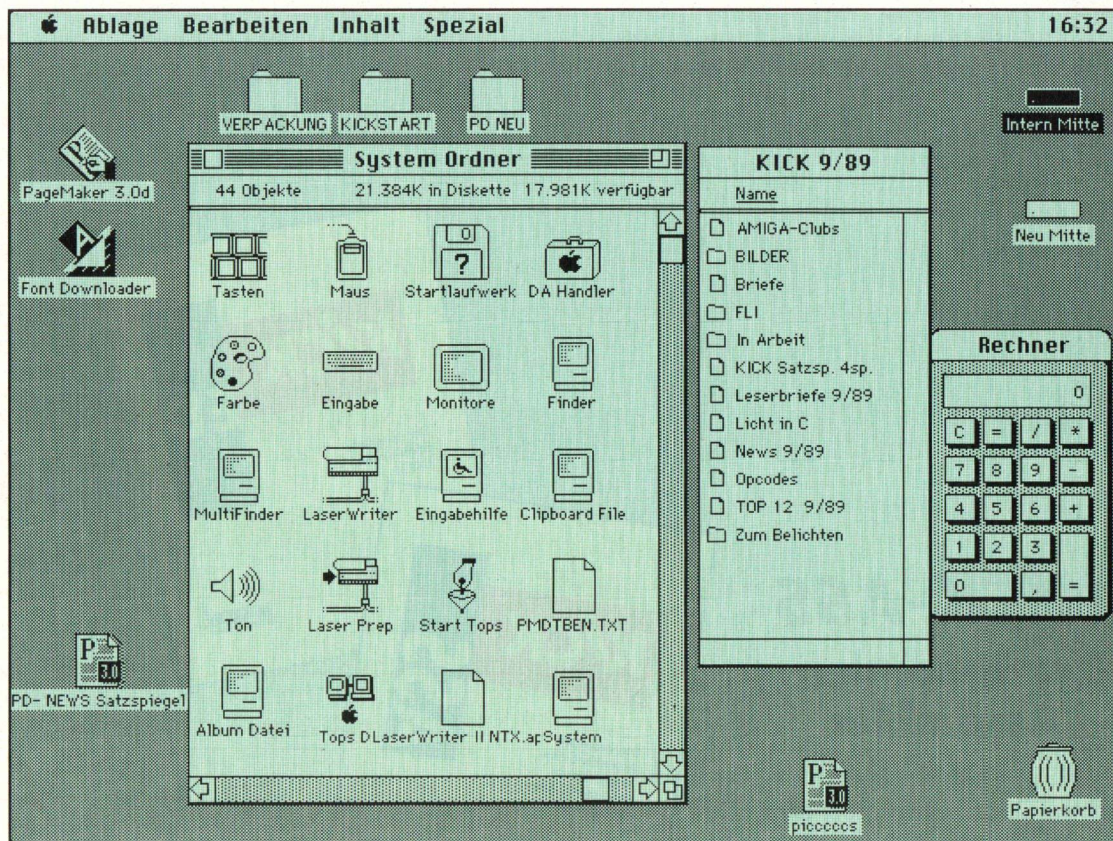 Ablage Bearbeiten Inhalt Spezial 16:32
VERPACKUNG KICKSTART PD NEU
Intern Mitte
PageMaker 3.0d
Neu Mitte
Font Downloader
System Ordner
44 Objekte 21.384K in Diskette 17.981K verfügbar
Tasten Maus Startlaufwerk DA Handler
Farbe Eingabe Monitore Finder
MultiFinder LaserWriter Eingabehilfe Clipboard File
Ton Laser Prep Start Tops PMDTBEN.TXT
Album Datei Tops DLaserWriter II NTX.apSystem
KICK 9/89
Name
AMIGA-Clubs
BILDER
Briefe
FLI
In Arbeit
KICK Satzsp. 4sp.
Leserbriefe 9/89
Licht in C
News 9/89
Opcodes
TOP 12 9/89
Zum Belichten
Rechner
0
C = / *
7 8 9 -
4 5 6 +
1 2 3
0 , =
P 3.0
PD- NEWS Satzspiegel
P 3.0
picccccs
Papierkorb